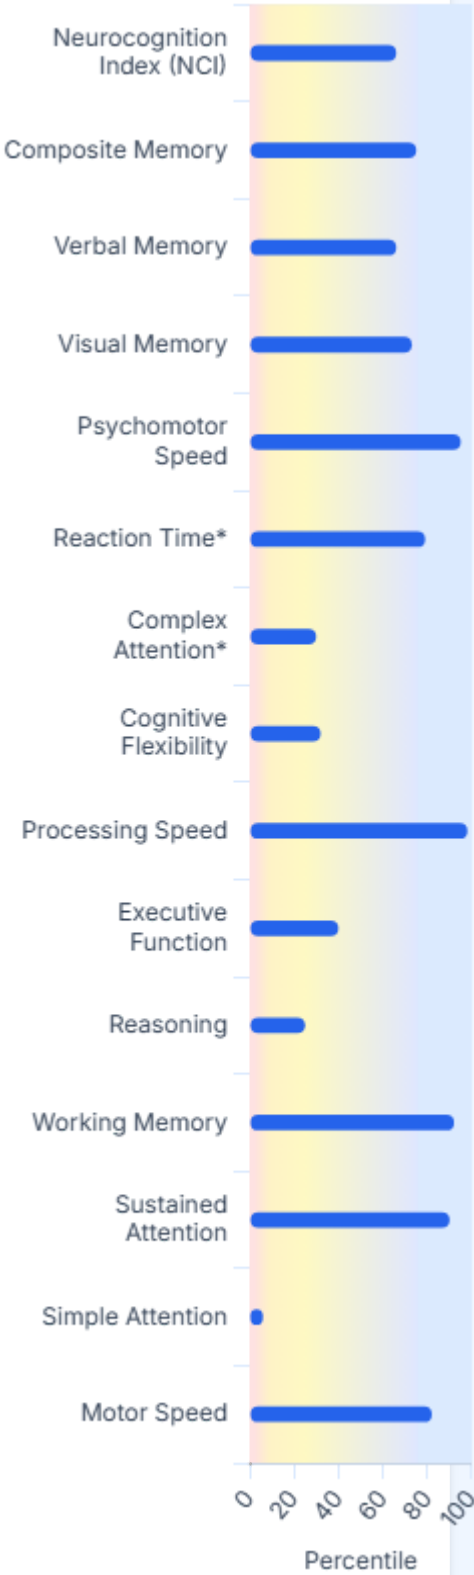 Neurocognition
Index (NCI)
Composite Memory
Verbal Memory
Visual Memory
Psychomotor
Speed
Reaction Time*
Complex
Attention*
Cognitive
Flexibility
Processing Speed
Executive
Function
Reasoning
Working Memory
Sustained
Attention
Simple Attention
Motor Speed
0 20 40 60 80 100
Percentile